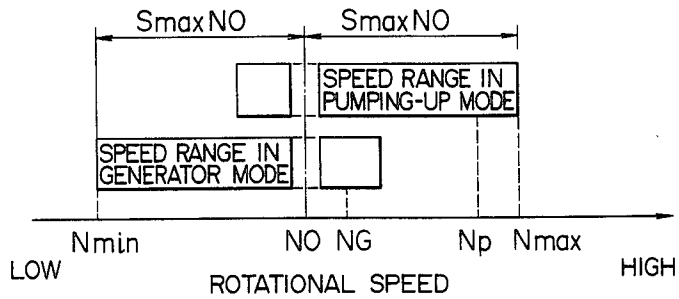 SmaxNO SmaxNO
SPEED RANGE IN
PUMPING-UP MODE
SPEED RANGE IN
GENERATOR MODE
Nmin NO NG Np Nmax
LOW HIGH
ROTATIONAL SPEED